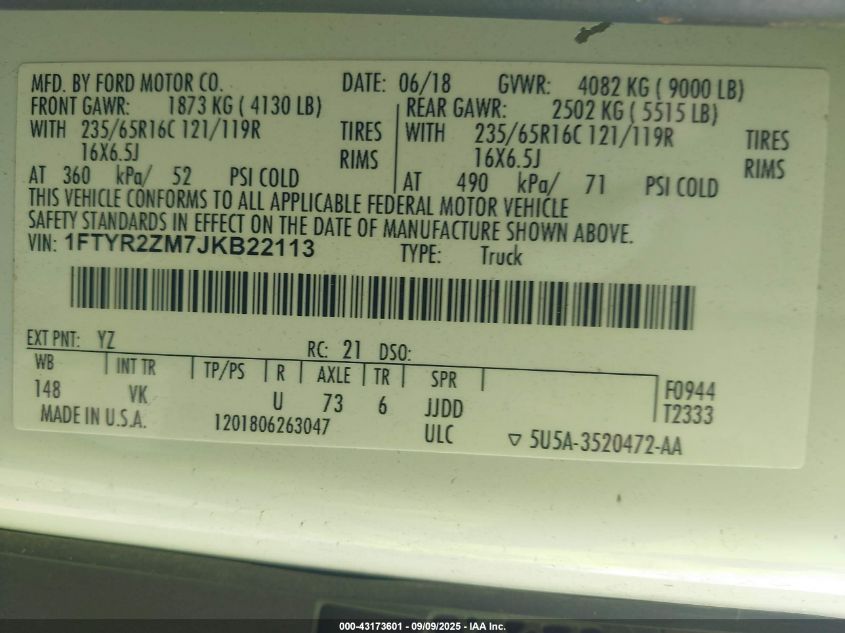 MFD. BY FORD MOTOR CO. DATE: 06/18 GVWR: 4082 KG ( 9000 LB)
FRONT GAWR: 1873 KG ( 4130 LB) REAR GAWR: 2502 KG ( 5515 LB)
WITH 235/65R16C 121/119R TIRES WITH 235/65R16C 121/119R TIRES
16X6.5J RIMS 16X6.5J RIMS
AT 360 kPa/ 52 PSI COLD AT 490 kPa/ 71 PSI COLD
THIS VEHICLE CONFORMS TO ALL APPLICABLE FEDERAL MOTOR VEHICLE
SAFETY STANDARDS IN EFFECT ON THE DATE OF MANUFACTURE SHOWN ABOVE.
VIN: 1FTYR2ZM7JKB22113 TYPE: Truck
EXT PNT: YZ RC: 21 DSO:
WB INT TR TP/PS R AXLE TR SPR
148 VK U 73 6 JJDD F0944
T2333
MADE IN U.S.A. 1201806263047 ULC ▽ 5U5A-3520472-AA
000-43173601 - 09/09/2025 - IAA Inc.